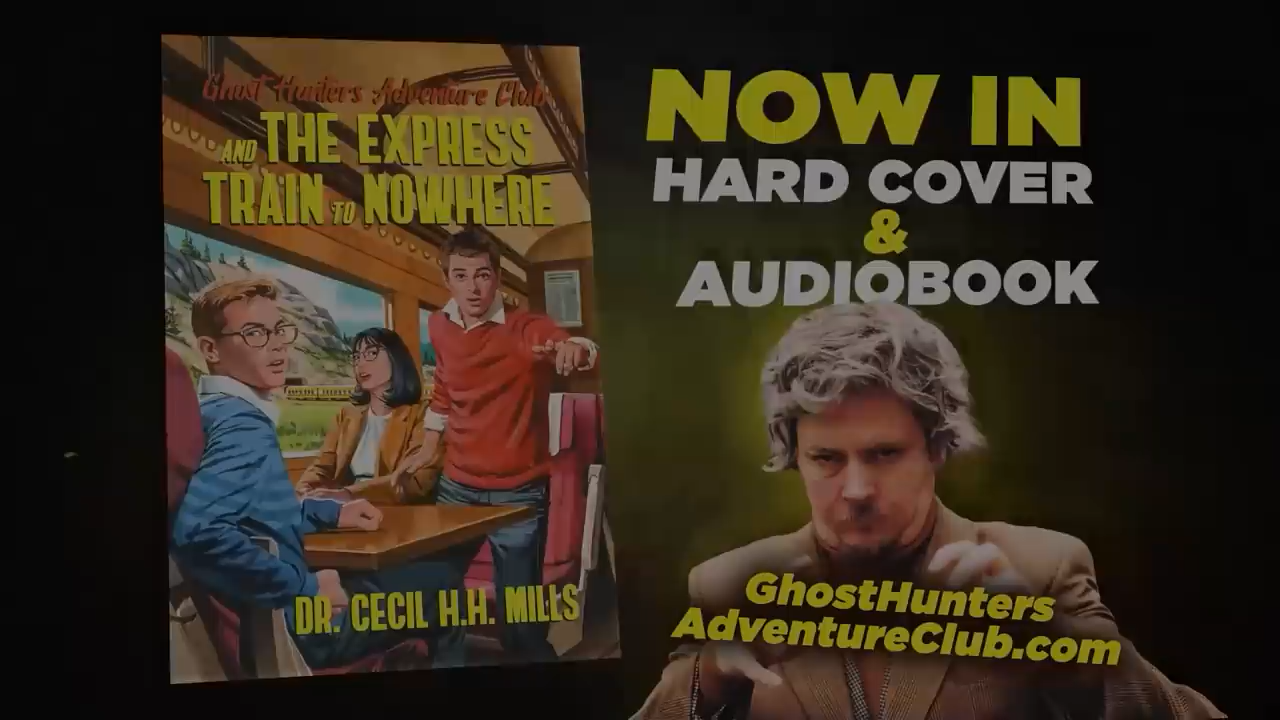 Ghost Hunters Adventure Club
AND THE EXPRESS
TRAIN TO NOWHERE
DR. CECIL H.H. MILLS
NOW IN
HARD COVER
&
AUDIOBOOK
GhostHunters
AdventureClub.com